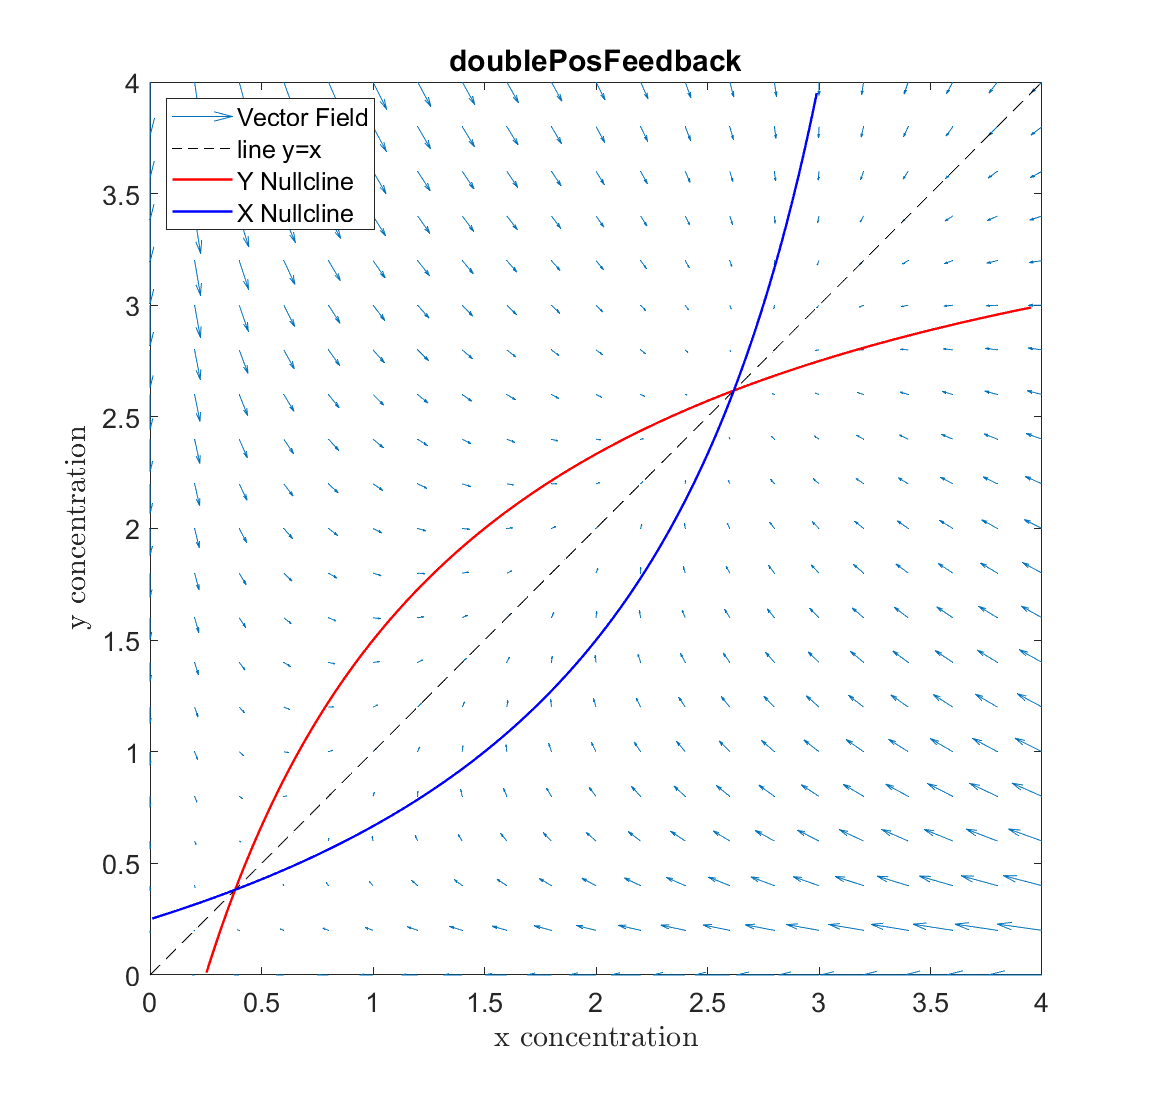 doublePosFeedback
Vector Field
line y=x
Y Nullcline
X Nullcline
4
3.5
3
2.5
2
1.5
1
0.5
0
y concentration
0 0.5 1 1.5 2 2.5 3 3.5 4
x concentration